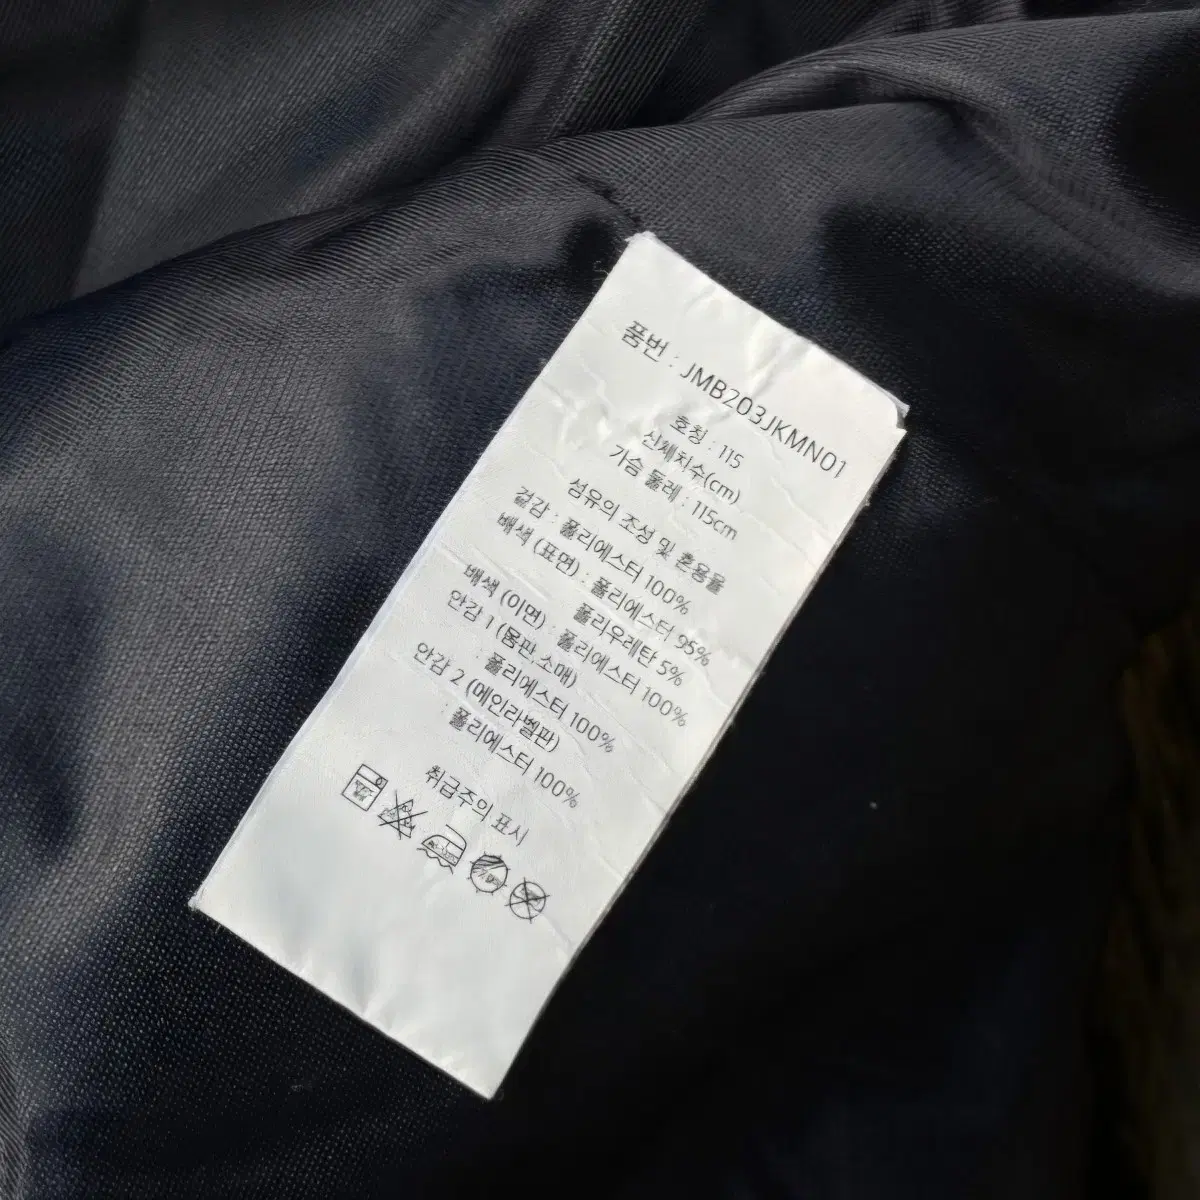 품번 : JMB203JKMN01
호칭 : 115
신체치수(cm)
가슴 둘레 : 115cm
섬유의 조성 및 혼용율
겉감 : 폴리에스터 100%
배색 (표면) : 폴리에스터 95%
폴리우레탄 5%
배색 (이면) : 폴리에스터 100%
안감 1 (몸판,소매)
: 폴리에스터 100%
안감 2 (메인라벨판)
: 폴리에스터 100%
취급주의 표시